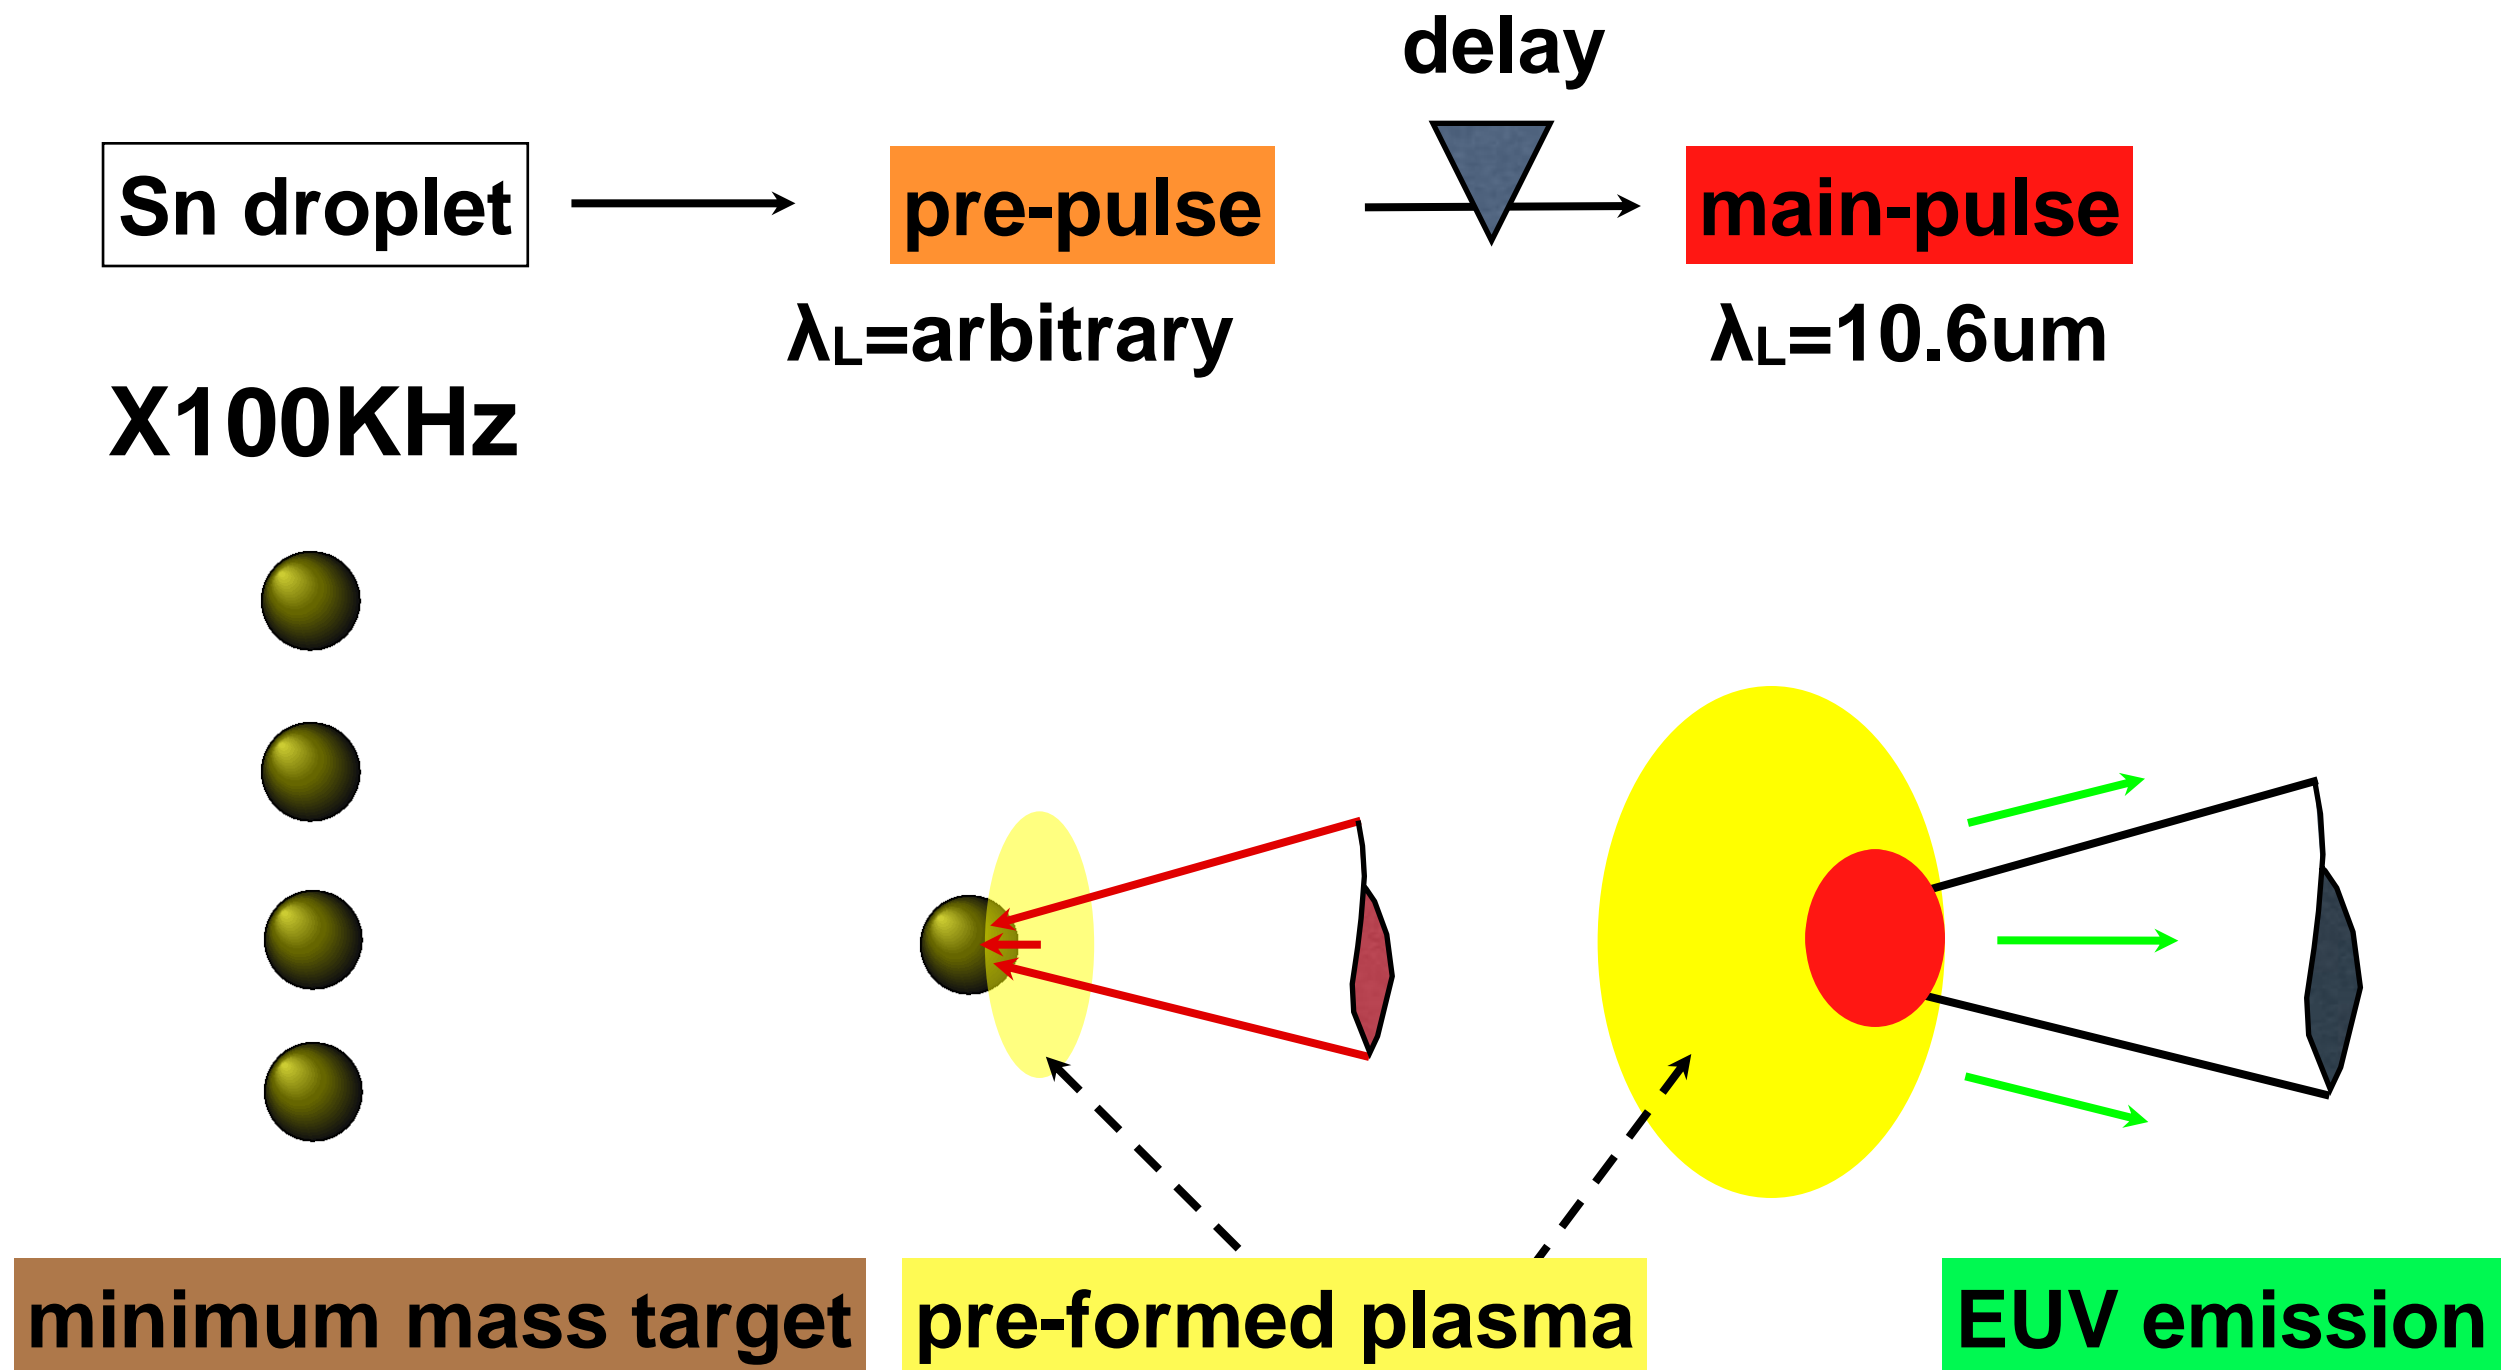 delay
Sn droplet
pre-pulse
main-pulse
λL=arbitrary
λL=10.6um
X100KHz
minimum mass target
pre-formed plasma
EUV emission